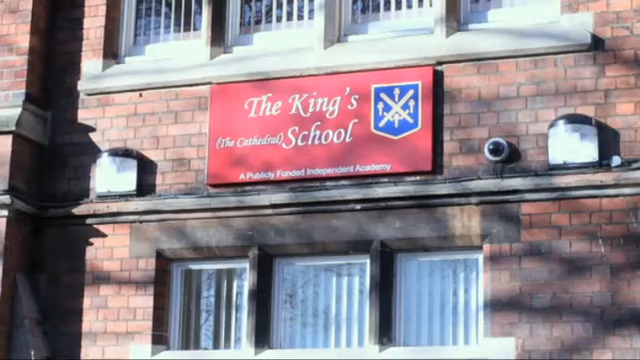 The King's
(The Cathedral) School
A Publicly Funded Independent Academy